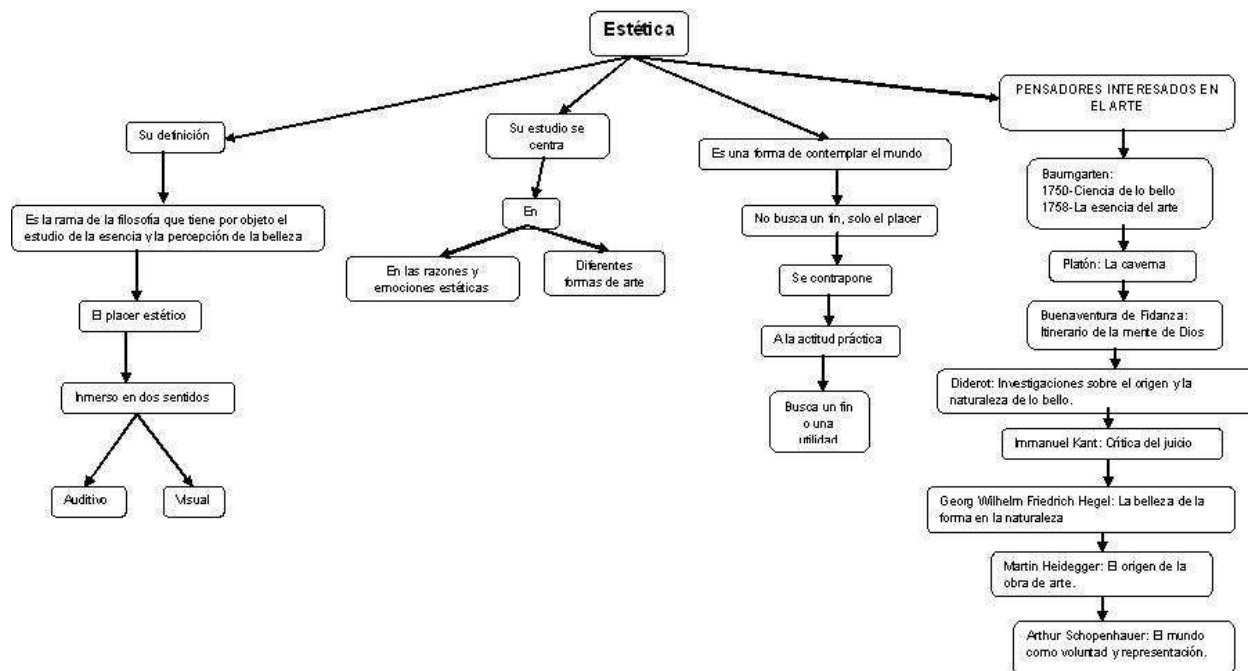 Estética
Su definición
Es la rama de la filosofía que tiene por objeto el
estudio de la esencia y la percepción de la belleza
El placer estético
Inmerso en dos sentidos
Auditivo
Visual
Su estudio se
centra
En
En las razones y
emociones estéticas
Diferentes
formas de arte
Es una forma de contemplar el mundo
No busca un fin, solo el placer
Se contrapone
A la actitud práctica
Busca un fin
o una
utilidad
PENSADORES INTERESADOS EN
EL ARTE
Baumgarten:
1750-Ciencia de lo bello
1758-La esencia del arte
Platón: La caverna
Buenaventura de Fidanza:
Itinerario de la mente de Dios
Diderot: Investigaciones sobre el origen y la
naturaleza de lo bello.
Immanuel Kant: Crítica del juicio
Georg Wilhelm Friedrich Hegel: La belleza de la
forma en la naturaleza
Martin Heidegger: El origen de la
obra de arte.
Arthur Schopenhauer: El mundo
como voluntad y representación.